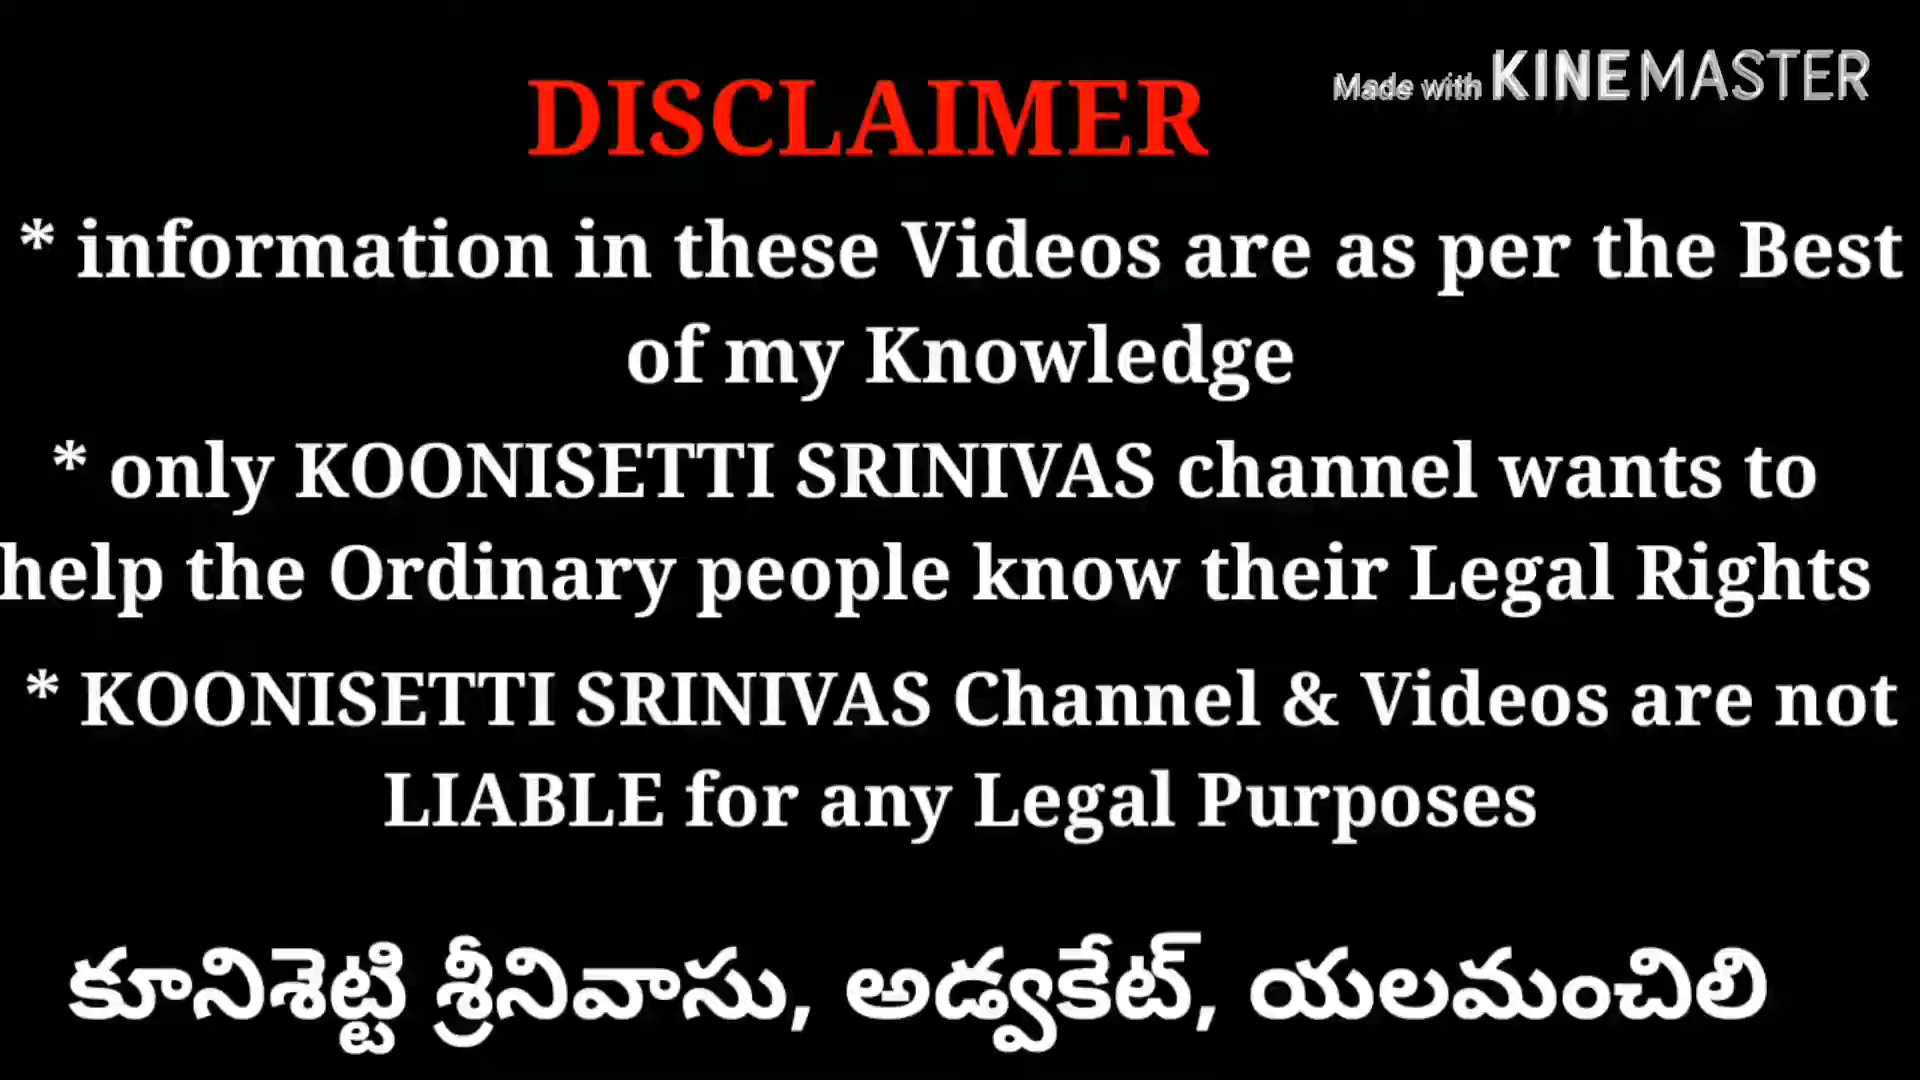 DISCLAIMER
Made with KINEMASTER
* information in these Videos are as per the Best
of my Knowledge
* only KOONISETTI SRINIVAS channel wants to
help the Ordinary people know their Legal Rights
* KOONISETTI SRINIVAS Channel & Videos are not
LIABLE for any Legal Purposes
కూనిశెట్టి శ్రీనివాసు, అడ్వకేట్, యలమంచిలి